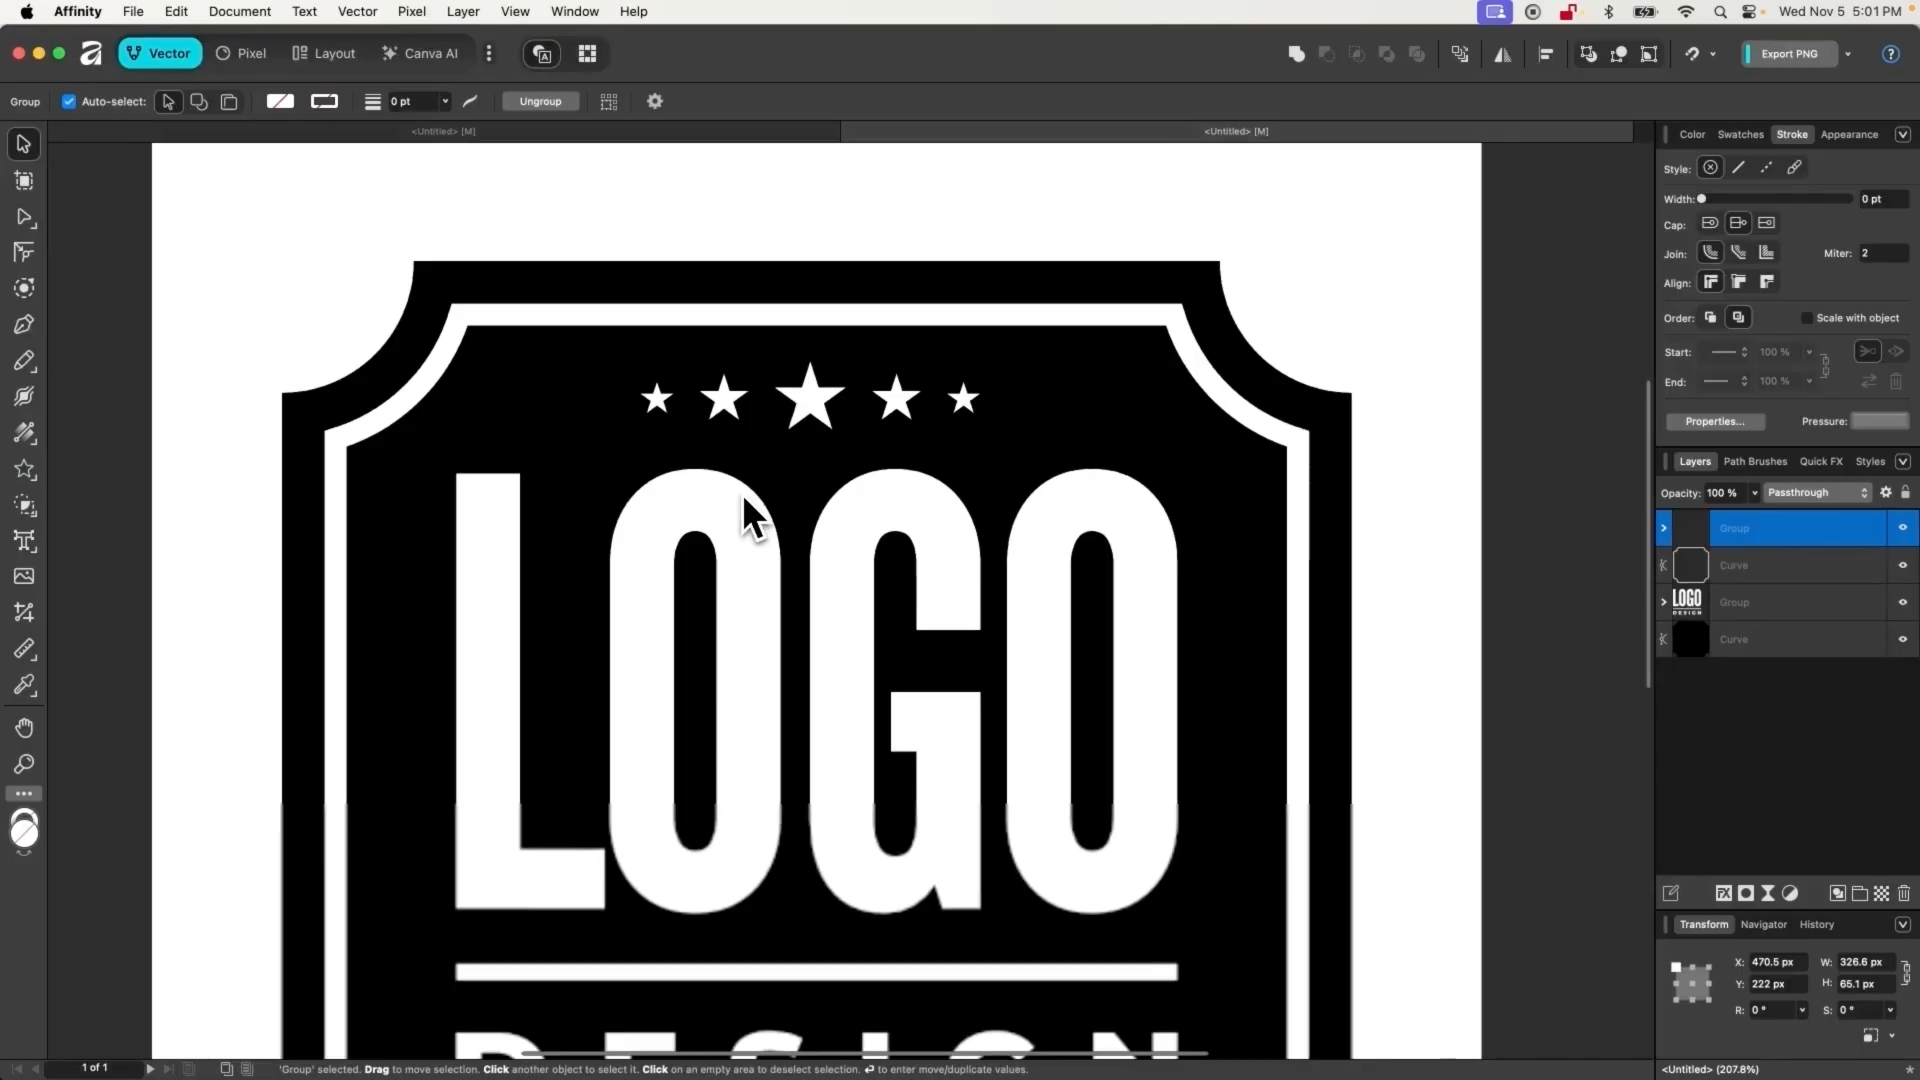 Affinity File Edit Document Text Vector Pixel Layer View Window Help Wed Nov 5 5:01 PM
Vector Pixel Layout Canva AI Export PNG
Group Auto-select: 0 pt Ungroup
<Untitled> [M] <Untitled> [M]
Color Swatches Stroke Appearance
Style:
Width: 0 pt
Cap:
Join: Miter: 2
Align:
Order: Scale with object
Start: 100 %
End: 100 %
Properties... Pressure:
Layers Path Brushes Quick FX Styles
Opacity: 100 % Passthrough
Group
Curve
LOGO
DESIGN
Group
Curve
LOGO
DESIGN
Transform Navigator History
X: 470.5 px W: 326.6 px
Y: 222 px H: 65.1 px
R: 0 ° S: 0 °
1 of 1 'Group' selected. Drag to move selection. Click another object to select it. Click on an empty area to deselect selection. ↵ to enter move/duplicate values. <Untitled> (207.8%)